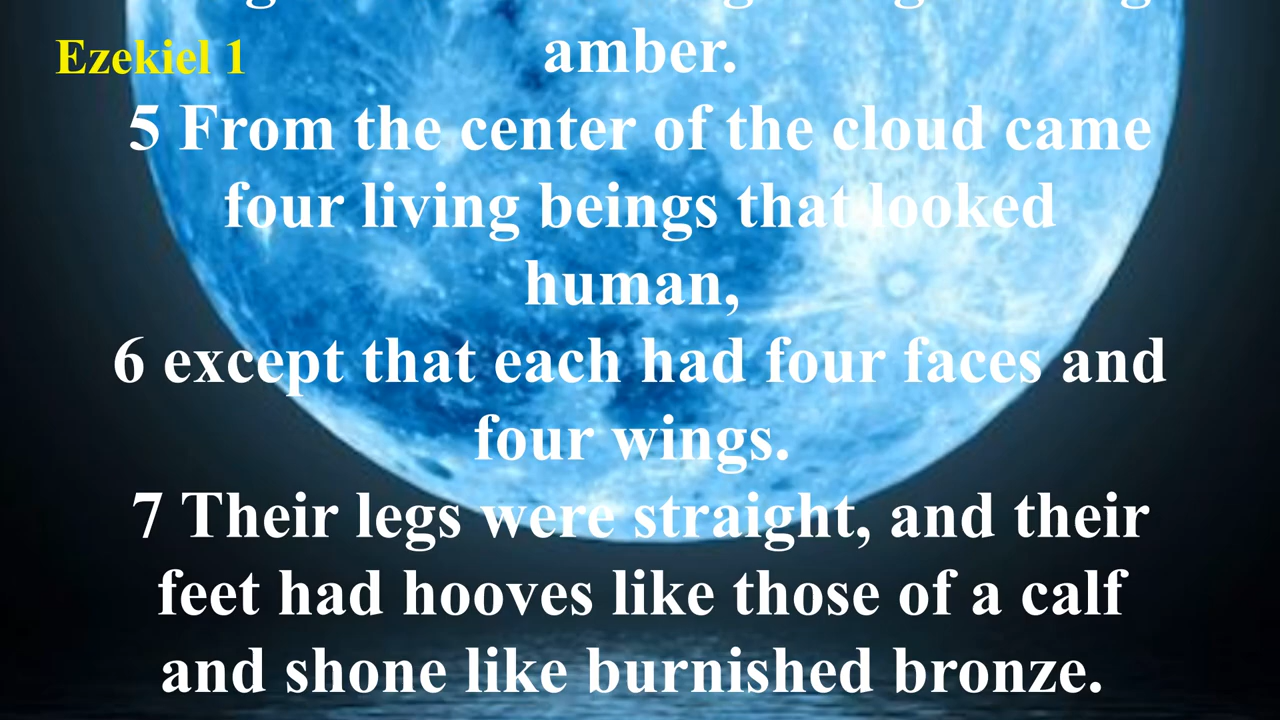 amber.
Ezekiel 1
5 From the center of the cloud came
four living beings that looked
human,
6 except that each had four faces and
four wings.
7 Their legs were straight, and their
feet had hooves like those of a calf
and shone like burnished bronze.